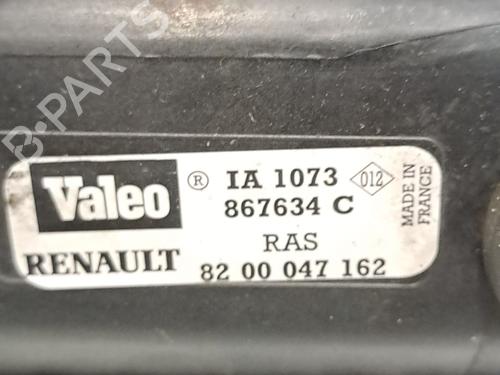 B-PARTS
Valeo ® IA 1073 012
867634 C
RAS
RENAULT 82 00 047 162
MADE IN
FRANCE